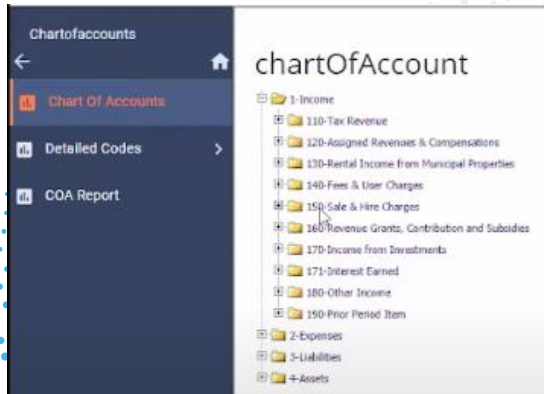 Chartofaccounts
Chart Of Accounts
Detailed Codes
COA Report
chartOfAccount
1-Income
110-Tax Revenue
120-Assigned Revenues & Compensations
130-Rental Income from Municipal Properties
140-Fees & User Charges
150-Sale & Hire Charges
160-Revenue Grants, Contribution and Subsidies
170-Income from Investments
171-Interest Earned
180-Other Income
190-Prior Period Item
2-Expenses
3-Liabilities
4-Assets